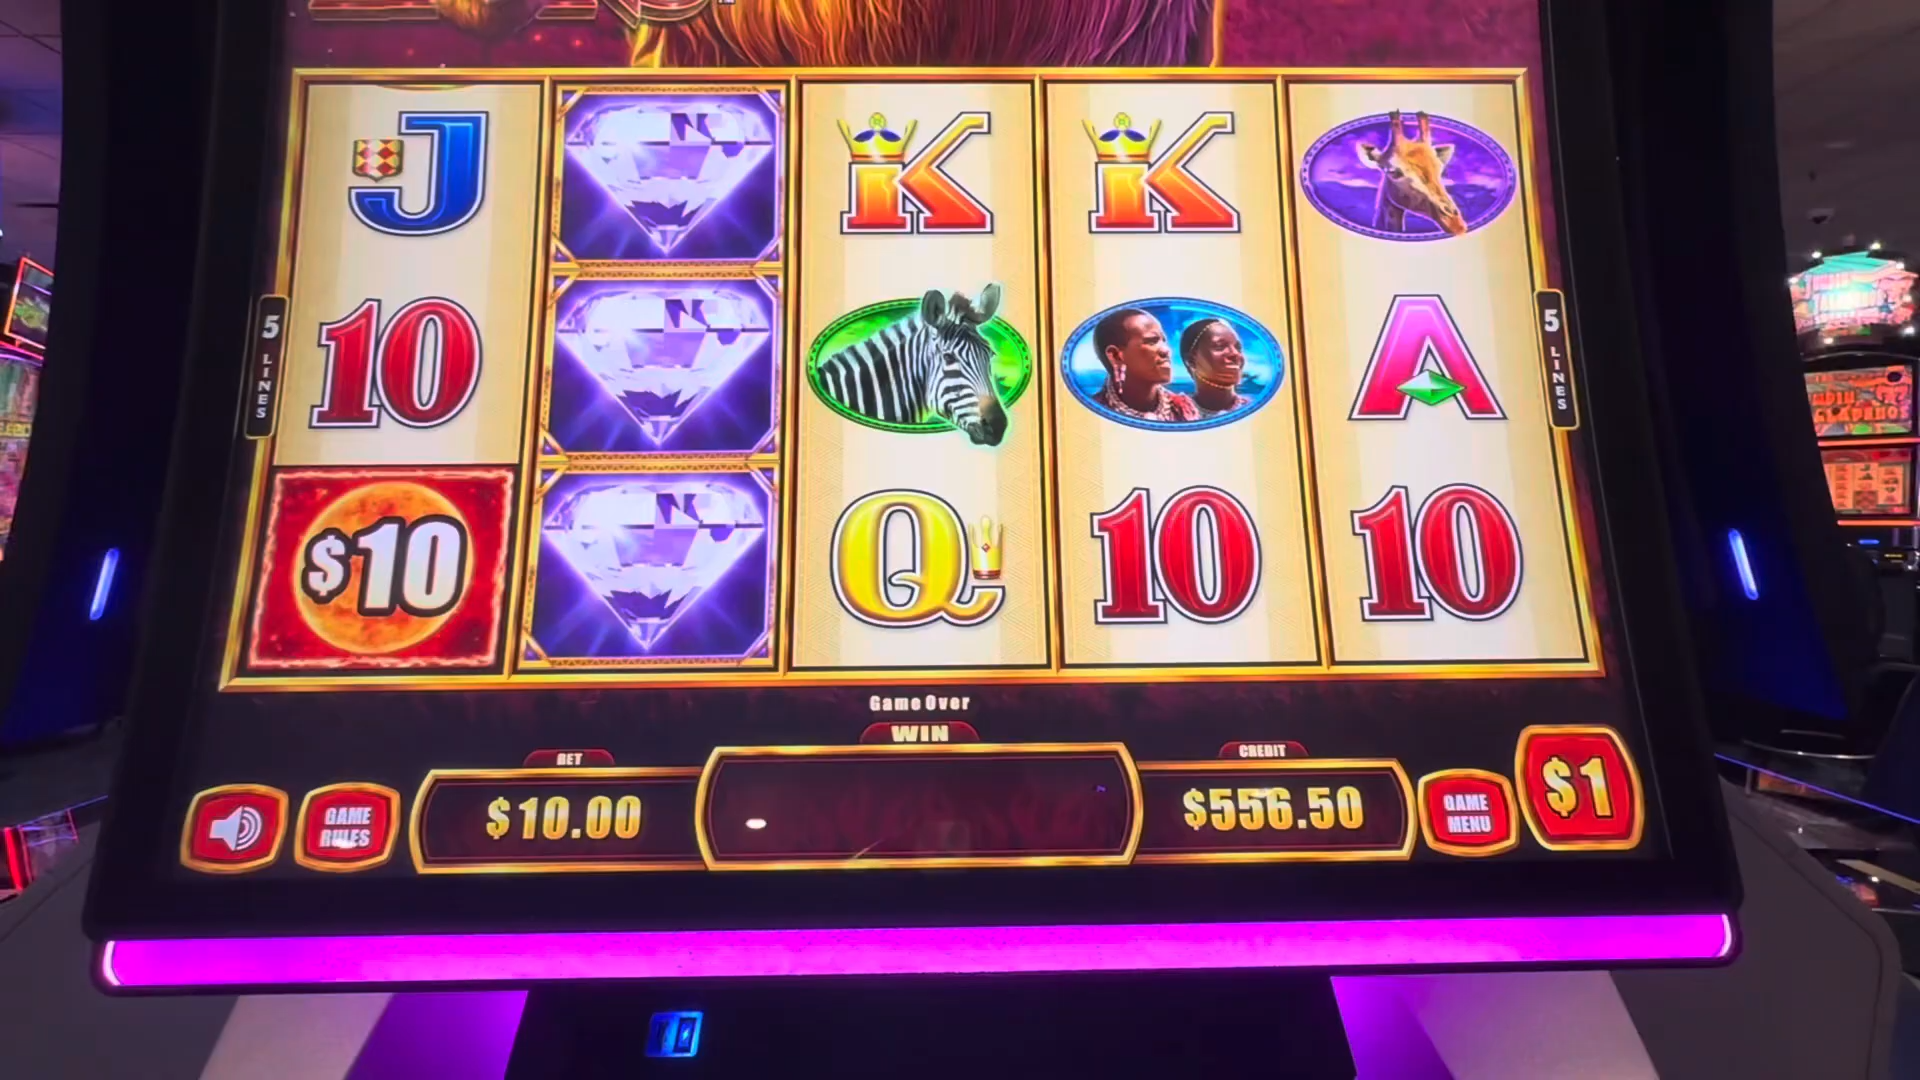 J
K
K
10
A
5 LINES
5 LINES
$10
Q
10
10
Game Over
WIN
BET
CREDIT
$10.00
$556.50
GAME RULES
GAME MENU
$1